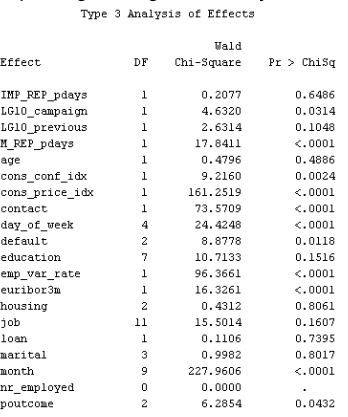 Type 3 Analysis of Effects
Wald
Effect DF Chi-Square Pr > ChiSq
IMP_REP_pdays 1 0.2077 0.6486
LG10_campaign 1 4.6320 0.0314
LG10_previous 1 2.6314 0.1048
M_REP_pdays 1 17.8411 <.0001
age 1 0.4796 0.4886
cons_conf_idx 1 9.2160 0.0024
cons_price_idx 1 161.2519 <.0001
contact 1 73.5709 <.0001
day_of_week 4 24.4248 <.0001
default 2 8.8778 0.0118
education 7 10.7133 0.1516
emp_var_rate 1 96.3661 <.0001
euribor3m 1 16.3261 <.0001
housing 2 0.4312 0.8061
job 11 15.5014 0.1607
loan 1 0.1106 0.7395
marital 3 0.9982 0.8017
month 9 227.9606 <.0001
nr_employed 0 0.0000 .
poutcome 2 6.2854 0.0432